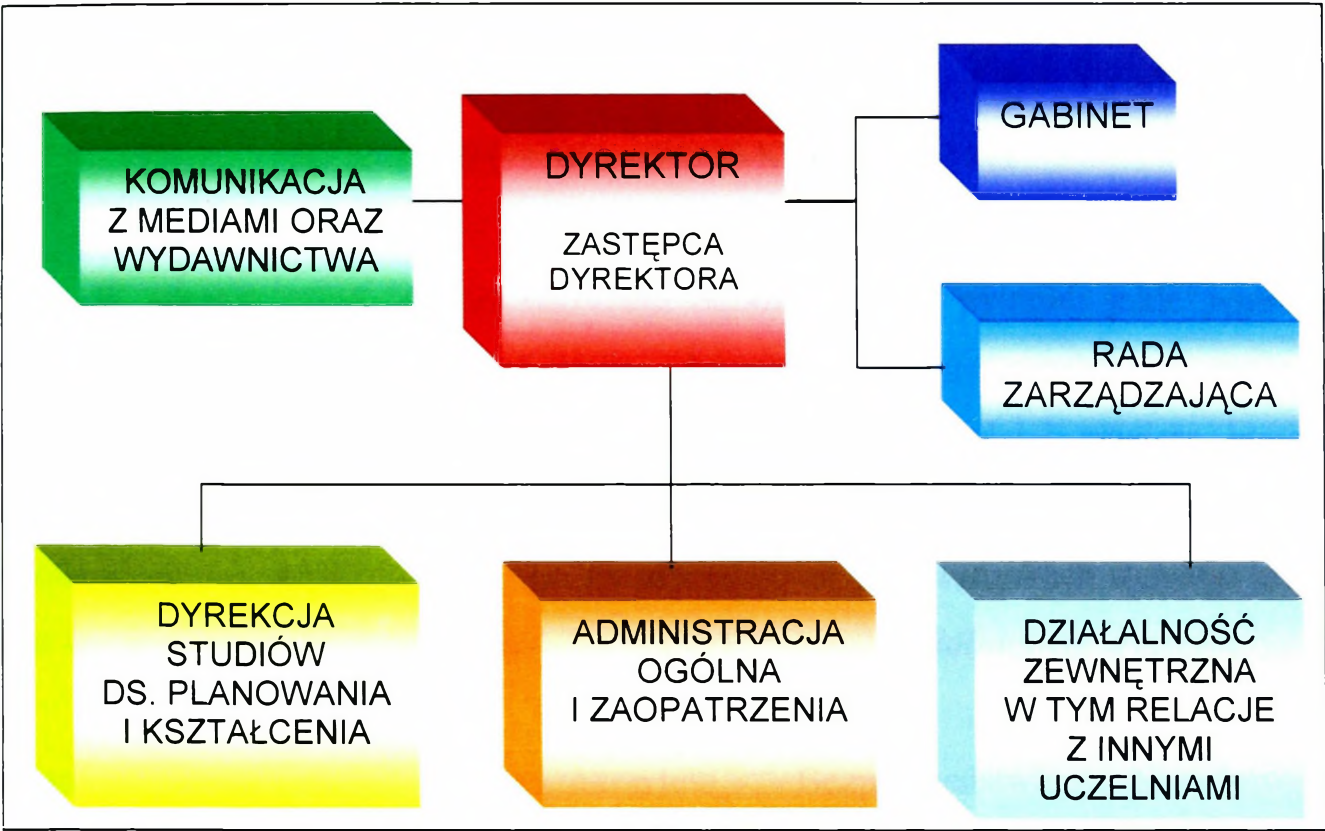 KOMUNIKACJA
Z MEDIAMI ORAZ
WYDAWNICTWA
DYREKTOR
ZASTĘPCA
DYREKTORA
GABINET
RADA
ZARZĄDZAJĄCA
DYREKCJA
STUDIÓW
DS. PLANOWANIA
I KSZTAŁCENIA
ADMINISTRACJA
OGÓLNA
I ZAOPATRZENIA
DZIAŁALNOŚĆ
ZEWNĘTRZNA
W TYM RELACJE
Z INNYMI
UCZELNIAMI